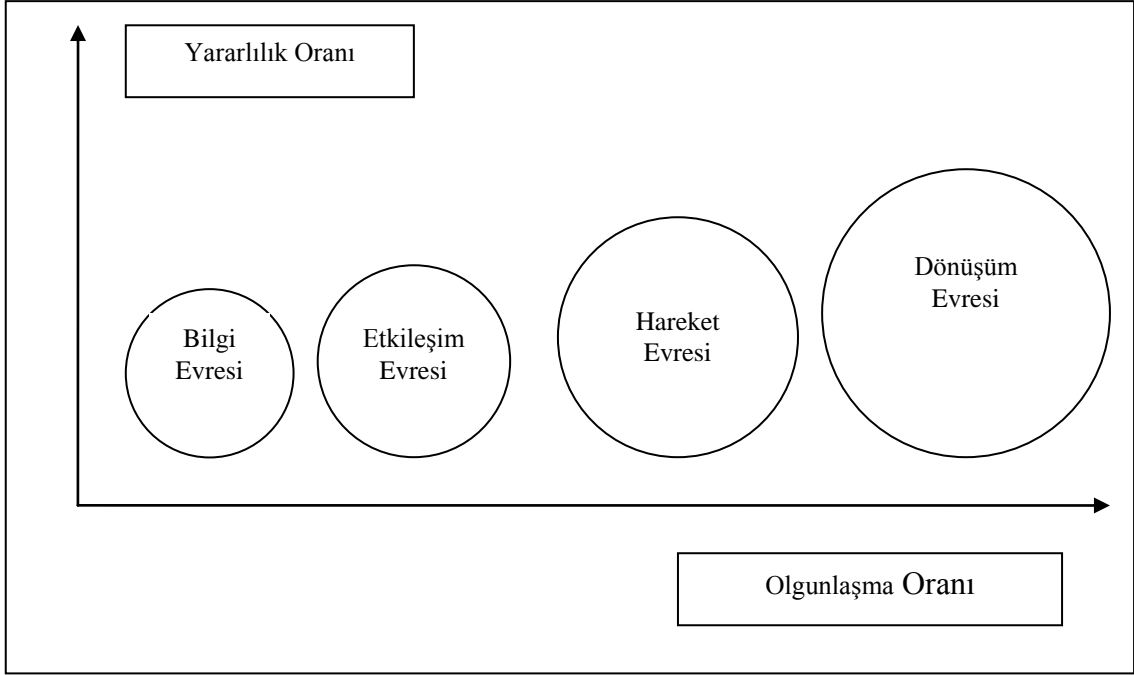 Yararlılık Oranı
Bilgi
Evresi
Etkileşim
Evresi
Hareket
Evresi
Dönüşüm
Evresi
Olgunlaşma Oranı